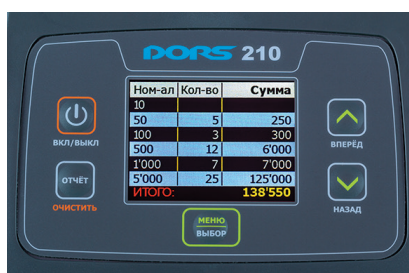 DORS 210
Ном-ал Кол-во Сумма
10
50 5 250
100 3 300
500 12 6'000
1'000 7 7'000
5'000 25 125'000
ИТОГО: 138'550
ВКЛ/ВЫКЛ
ОТЧЁТ
ОЧИСТИТЬ
МЕНЮ
ВЫБОР
ВПЕРЁД
НАЗАД